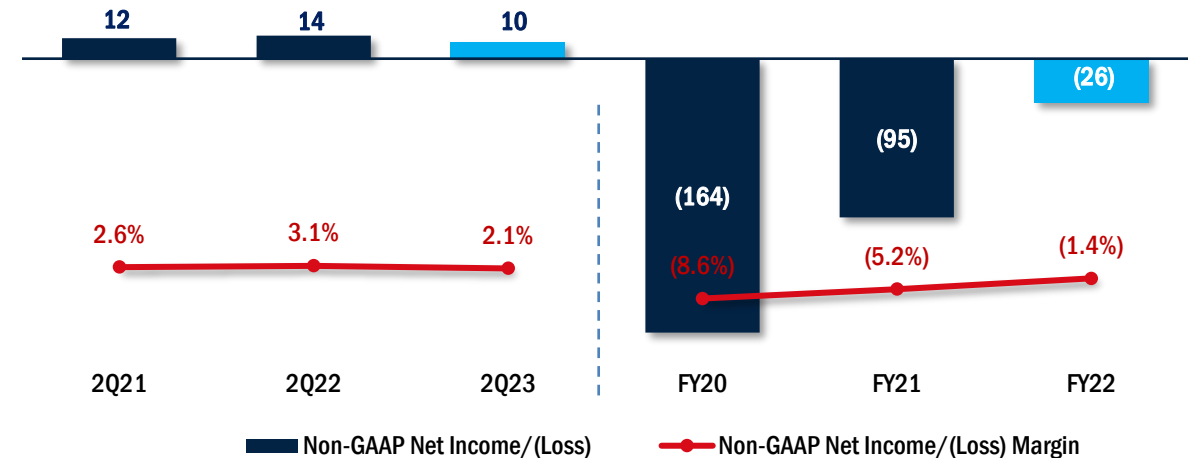 12 14 10
(26)
(95)
(164)
2.6% 3.1% 2.1%
(8.6%) (5.2%) (1.4%)
2Q21 2Q22 2Q23 FY20 FY21 FY22
Non-GAAP Net Income/(Loss) Non-GAAP Net Income/(Loss) Margin